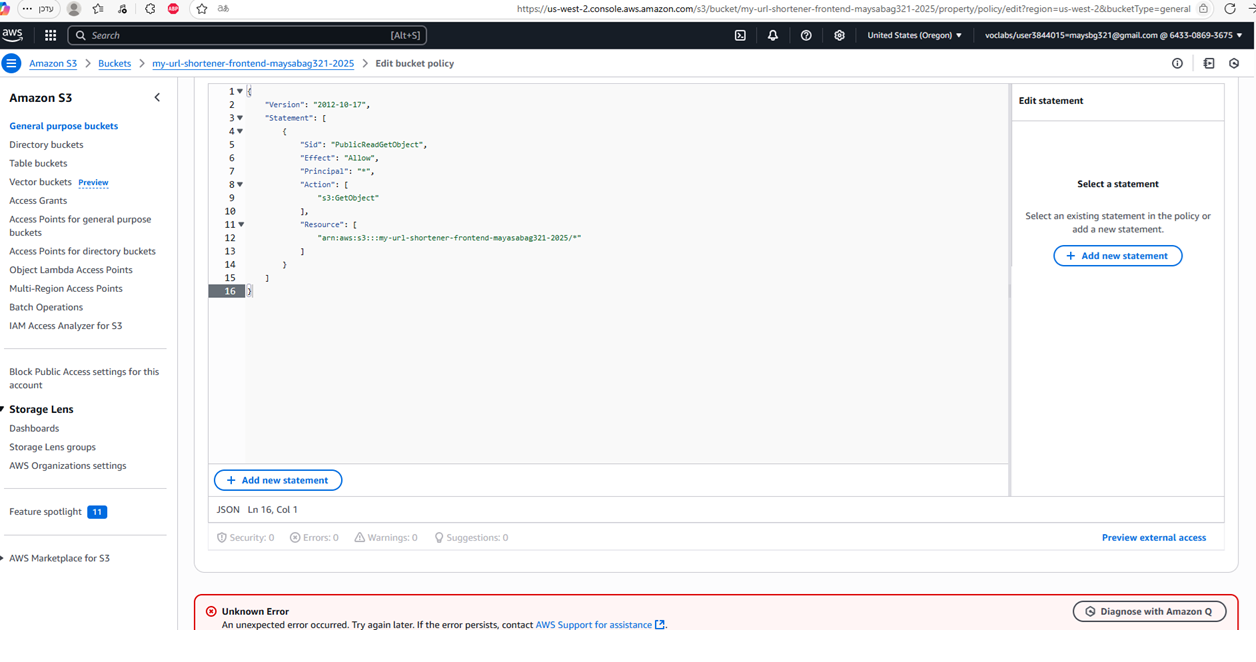 עדכן
аあ
https://us-west-2.console.aws.amazon.com/s3/bucket/my-url-shortener-frontend-maysabag321-2025/property/policy/edit?region=us-west-2&bucketType=general
aws
Search [Alt+S]
United States (Oregon) ▼
voclabs/user3844015=maysbg321@gmail.com @ 6433-0869-3675 ▼
Amazon S3 > Buckets > my-url-shortener-frontend-maysabag321-2025 > Edit bucket policy
Amazon S3
General purpose buckets
Directory buckets
Table buckets
Vector buckets Preview
Access Grants
Access Points for general purpose
buckets
Access Points for directory buckets
Object Lambda Access Points
Multi-Region Access Points
Batch Operations
IAM Access Analyzer for S3
Block Public Access settings for this
account
Storage Lens
Dashboards
Storage Lens groups
AWS Organizations settings
Feature spotlight 11
AWS Marketplace for S3
1 {
2 "Version": "2012-10-17",
3 "Statement": [
4 {
5 "Sid": "PublicReadGetObject",
6 "Effect": "Allow",
7 "Principal": "*",
8 "Action": [
9 "s3:GetObject"
10 ],
11 "Resource": [
12 "arn:aws:s3:::my-url-shortener-frontend-mayasabag321-2025/*"
13 ]
14 }
15 ]
16 }
+ Add new statement
JSON Ln 16, Col 1
Security: 0 Errors: 0 Warnings: 0 Suggestions: 0
Preview external access
Edit statement
Select a statement
Select an existing statement in the policy or
add a new statement.
+ Add new statement
Unknown Error
An unexpected error occurred. Try again later. If the error persists, contact AWS Support for assistance.
Diagnose with Amazon Q